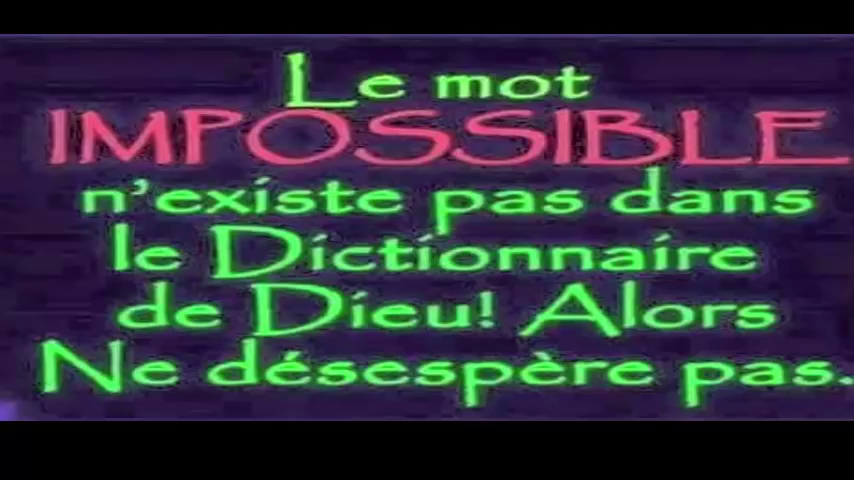 Le mot
IMPOSSIBLE
n'existe pas dans
le Dictionnaire
de Dieu! Alors
Ne désespère pas.